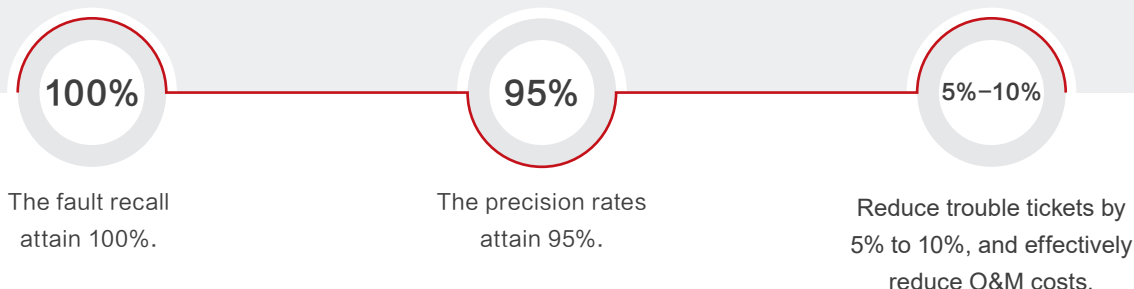 100%
95%
5%–10%
The fault recall
attain 100%.
The precision rates
attain 95%.
Reduce trouble tickets by
5% to 10%, and effectively
reduce O&M costs.